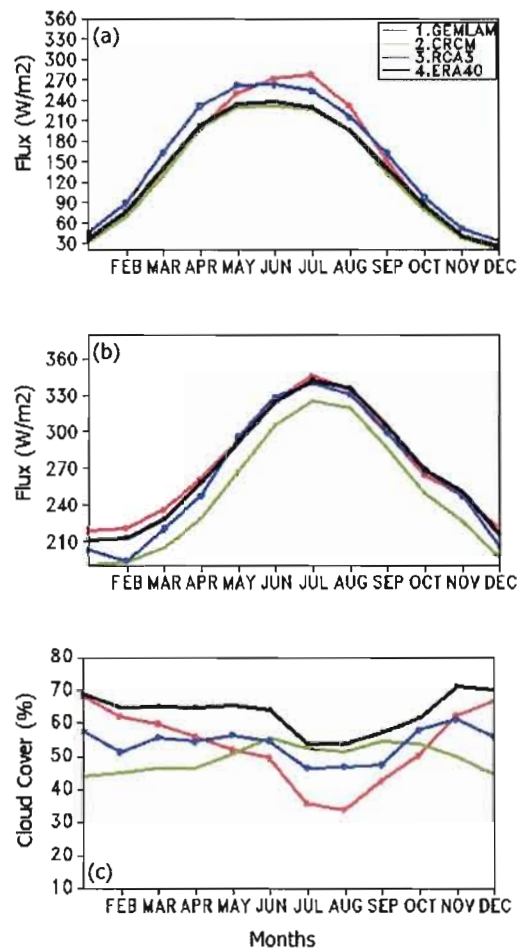 (a)
1.GEMLAM
2.CRCM
3.RCA3
4.ERA40
Flux (W/m2)
360
330
300
270
240
210
180
150
120
90
60
30
FEB MAR APR MAY JUN JUL AUG SEP OCT NOV DEC
(b)
Flux (W/m2)
360
330
300
270
240
210
FEB MAR APR MAY JUN JUL AUG SEP OCT NOV DEC
Cloud Cover (%)
80
70
60
50
40
30
20
10
(c)
FEB MAR APR MAY JUN JUL AUG SEP OCT NOV DEC
Months